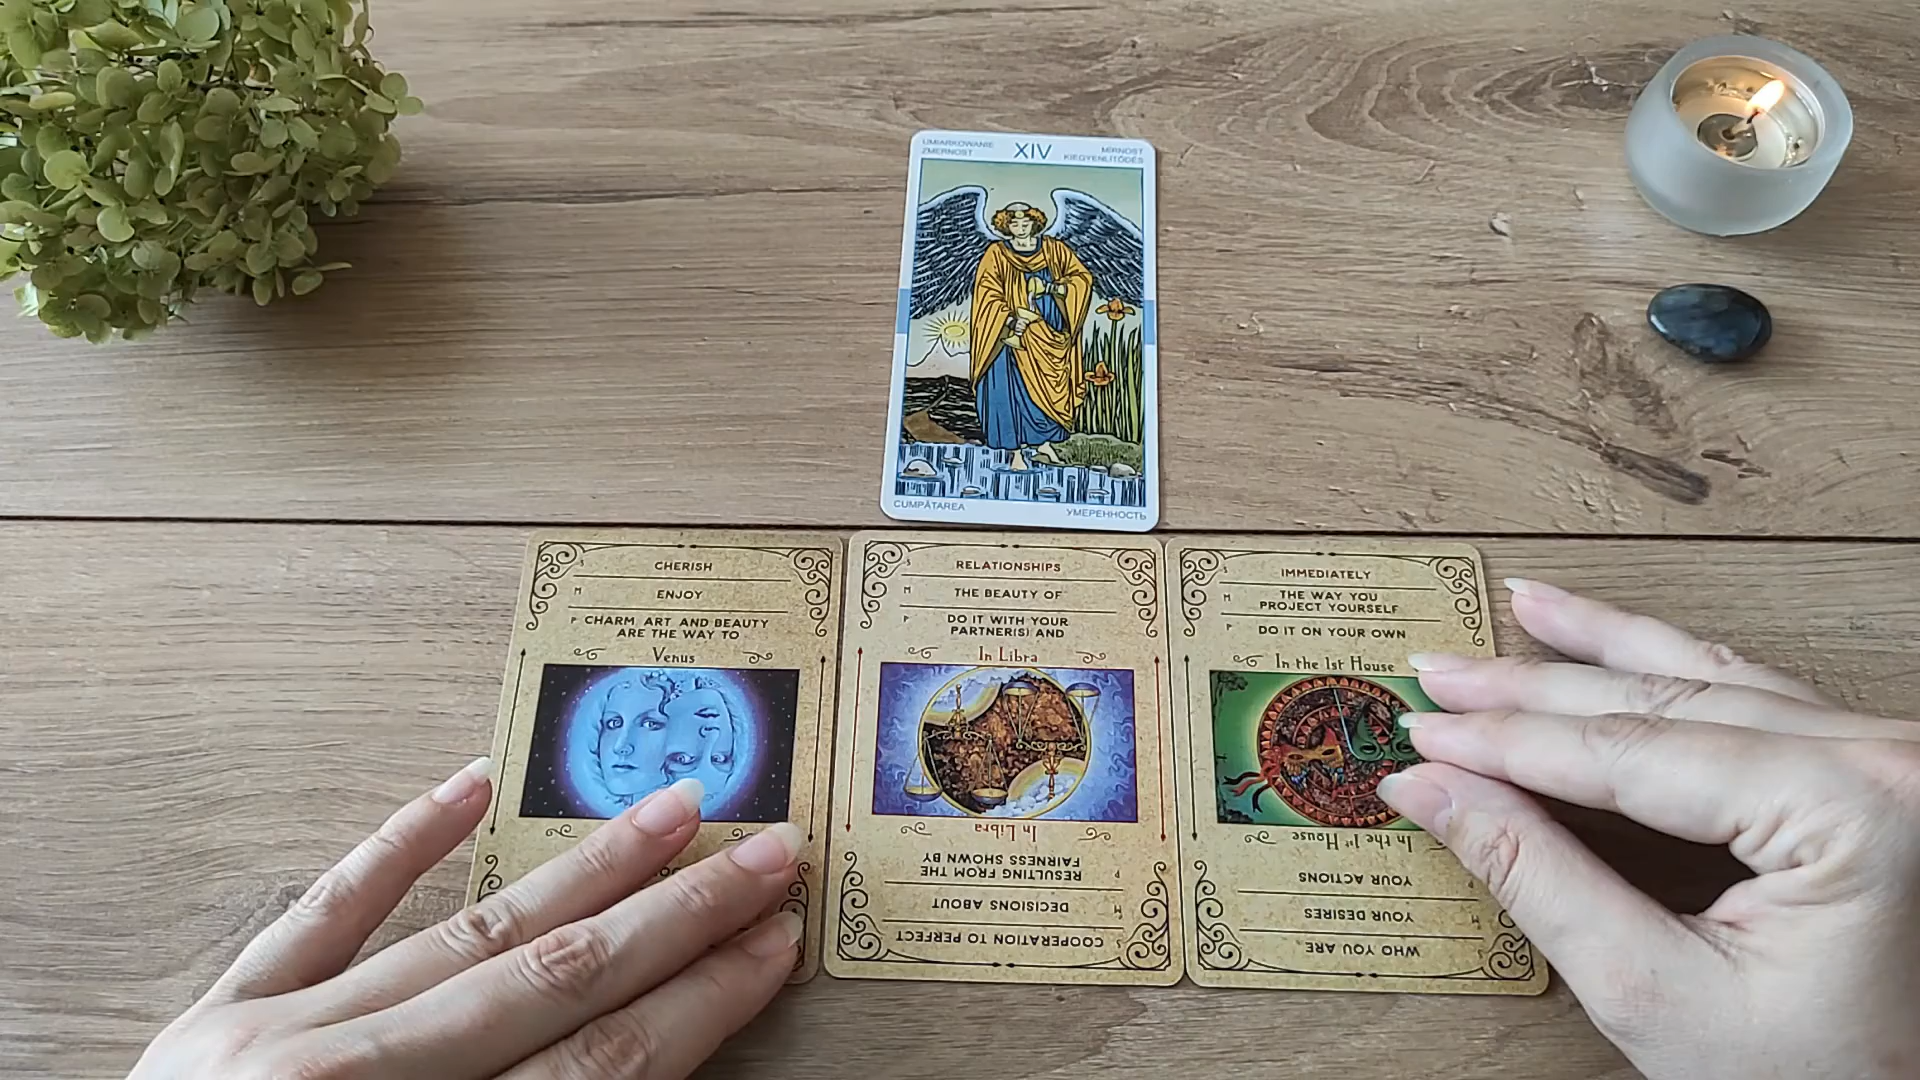 UMIARKOWANIE
ZMERNOST
XIV
MÍRNOST
KIEGYENLÍTŐDÉS
CUMPĂTAREA
УМЕРЕННОСТЬ
S CHERISH
M ENJOY
P CHARM ART AND BEAUTY
ARE THE WAY TO
Venus
S RELATIONSHIPS
M THE BEAUTY OF
P DO IT WITH YOUR
PARTNER(S) AND
In Libra
In Libra
P RESULTING FROM THE
FAIRNESS SHOWN BY
M DECISIONS ABOUT
S COOPERATION TO PERFECT
S IMMEDIATELY
M THE WAY YOU
PROJECT YOURSELF
P DO IT ON YOUR OWN
In the 1st House
In the 1st House
P YOUR ACTIONS
M YOUR DESIRES
S WHO YOU ARE